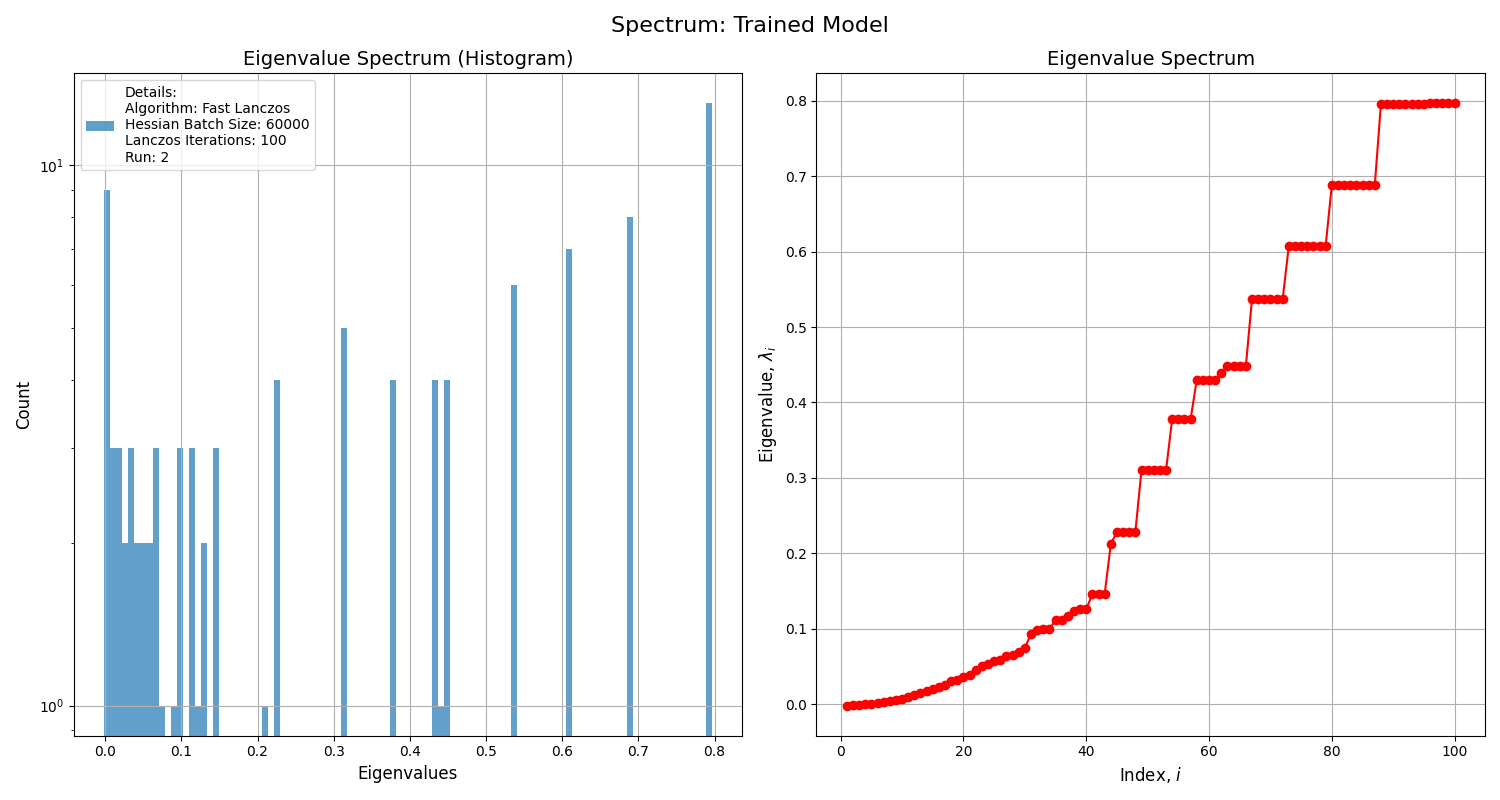 Spectrum: Trained Model
Eigenvalue Spectrum (Histogram)
Details:
Algorithm: Fast Lanczos
Hessian Batch Size: 60000
Lanczos Iterations: 100
Run: 2
10¹
10⁰
Count
0.0 0.1 0.2 0.3 0.4 0.5 0.6 0.7 0.8
Eigenvalues
Eigenvalue Spectrum
0.8
0.7
0.6
0.5
0.4
0.3
0.2
0.1
0.0
Eigenvalue, λᵢ
0 20 40 60 80 100
Index, i